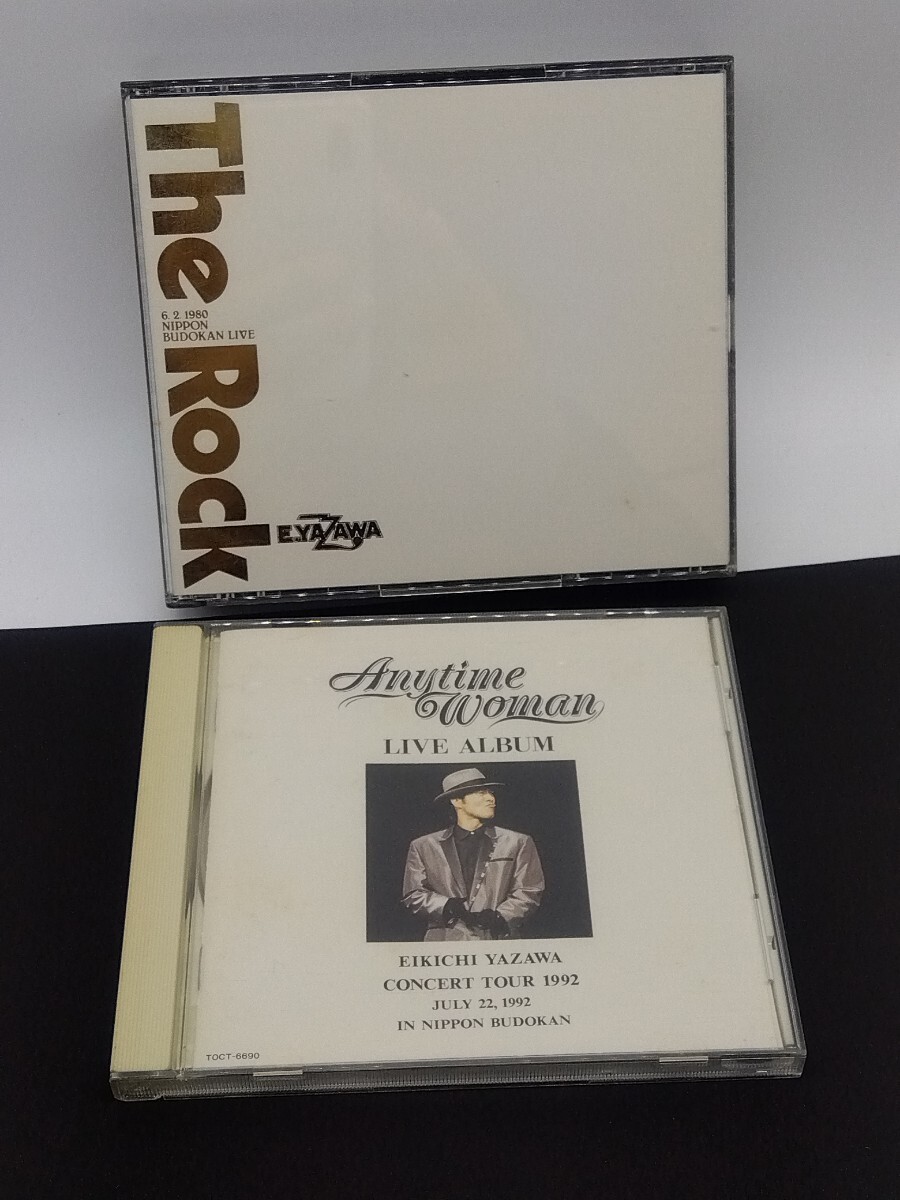 The Rock
6. 2. 1980
NIPPON
BUDOKAN LIVE
E.YAZAWA
Anytime
Woman
LIVE ALBUM
EIKICHI YAZAWA
CONCERT TOUR 1992
JULY 22, 1992
IN NIPPON BUDOKAN
TOCT-6690